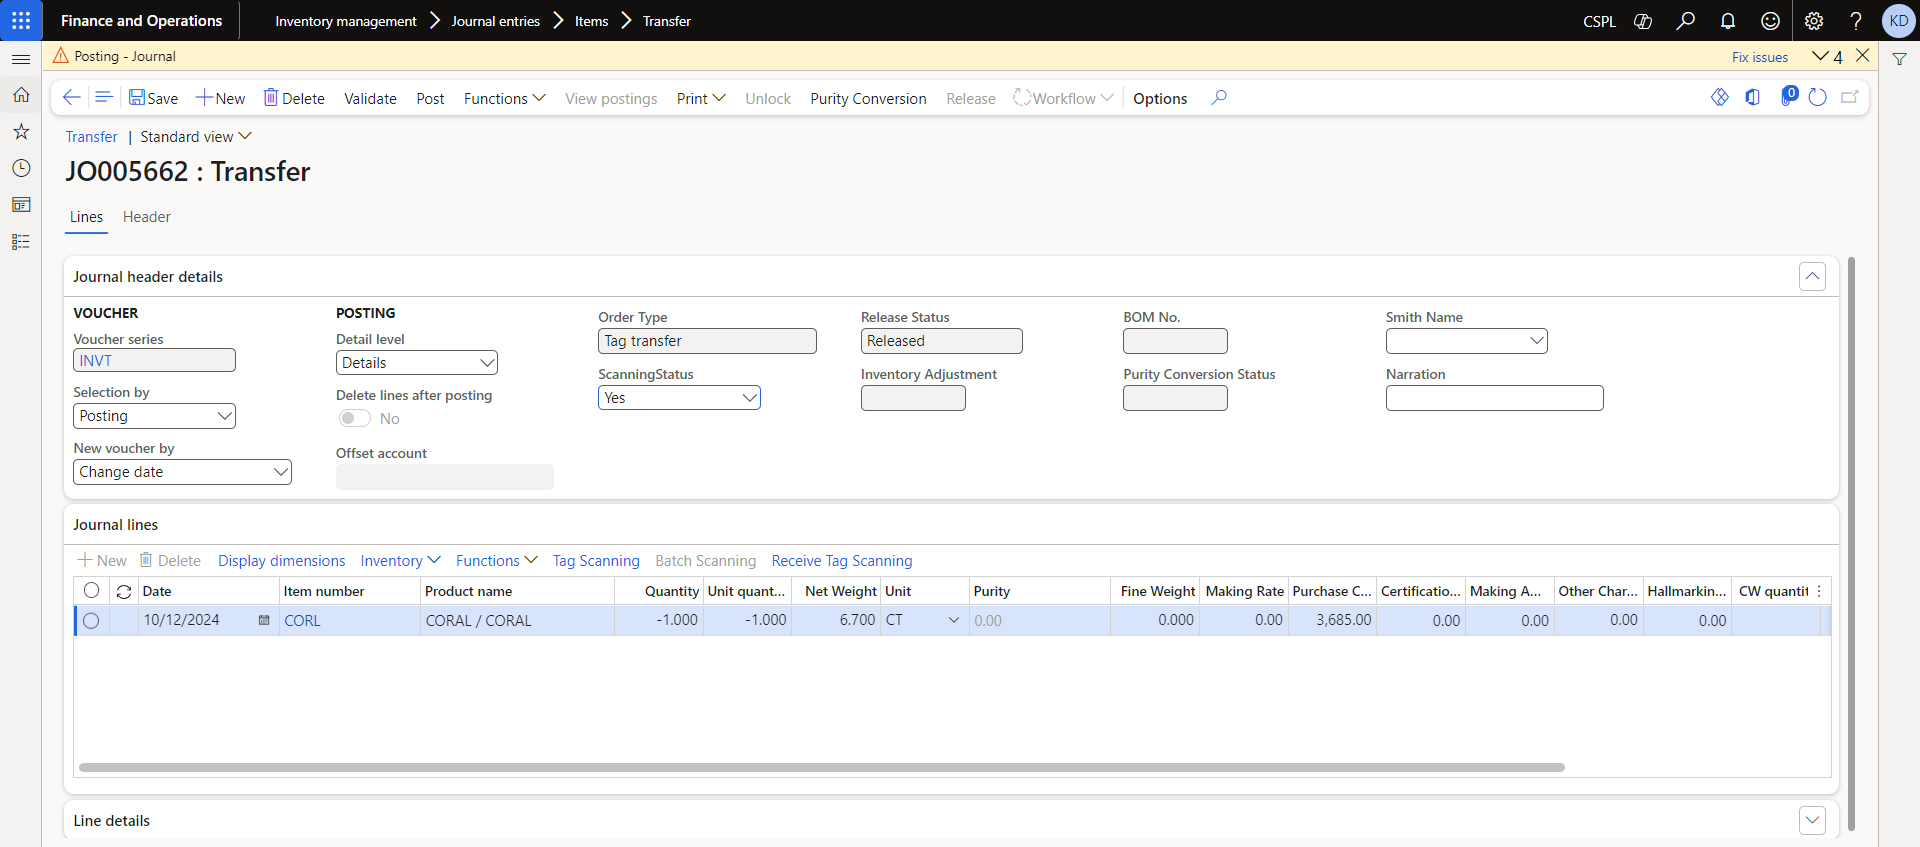 Finance and Operations
Inventory management > Journal entries > Items > Transfer
CSPL
KD
Posting - Journal
Fix issues
4
Save
New
Delete
Validate
Post
Functions
View postings
Print
Unlock
Purity Conversion
Release
Workflow
Options
0
Transfer | Standard view
JO005662 : Transfer
Lines
Header
Journal header details
VOUCHER
Voucher series
INVT
Selection by
Posting
New voucher by
Change date
POSTING
Detail level
Details
Delete lines after posting
No
Offset account
Order Type
Tag transfer
ScanningStatus
Yes
Release Status
Released
Inventory Adjustment
BOM No.
Purity Conversion Status
Smith Name
Narration
Journal lines
New
Delete
Display dimensions
Inventory
Functions
Tag Scanning
Batch Scanning
Receive Tag Scanning
Date Item number Product name Quantity Unit quant... Net Weight Unit Purity Fine Weight Making Rate Purchase C... Certificatio... Making A... Other Char... Hallmarkin... CW quantit
10/12/2024 CORL CORAL / CORAL -1.000 -1.000 6.700 CT 0.00 0.000 0.00 3,685.00 0.00 0.00 0.00 0.00
Line details